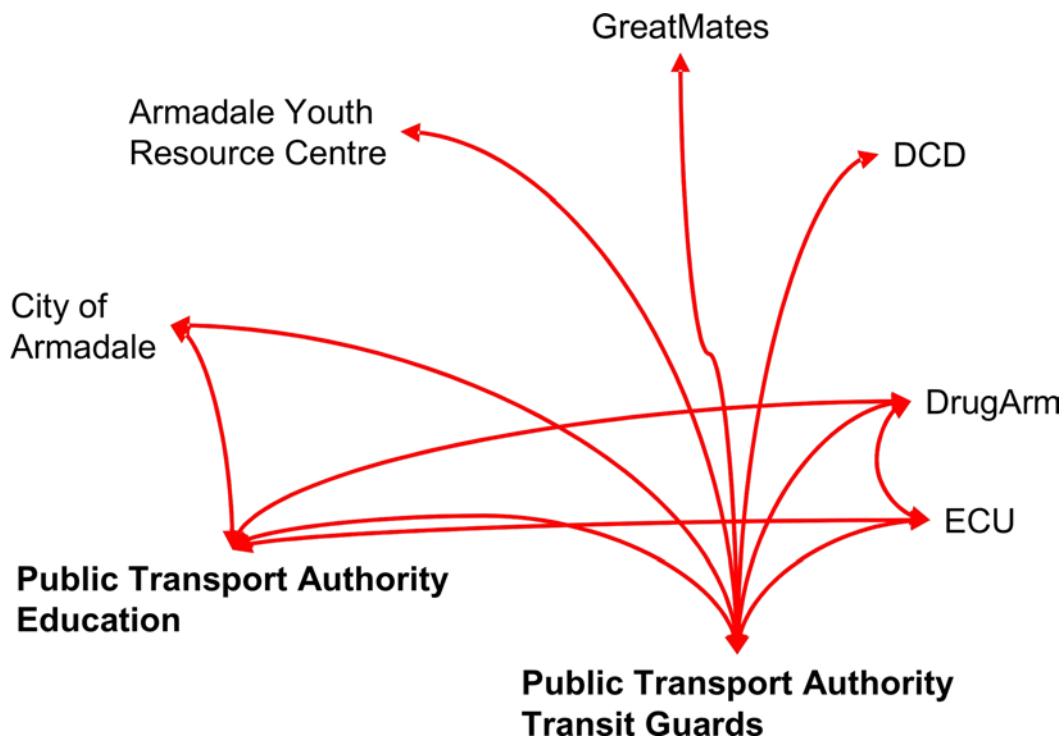 GreatMates
Armadale Youth
Resource Centre
DCD
City of
Armadale
DrugArm
ECU
Public Transport Authority
Education
Public Transport Authority
Transit Guards